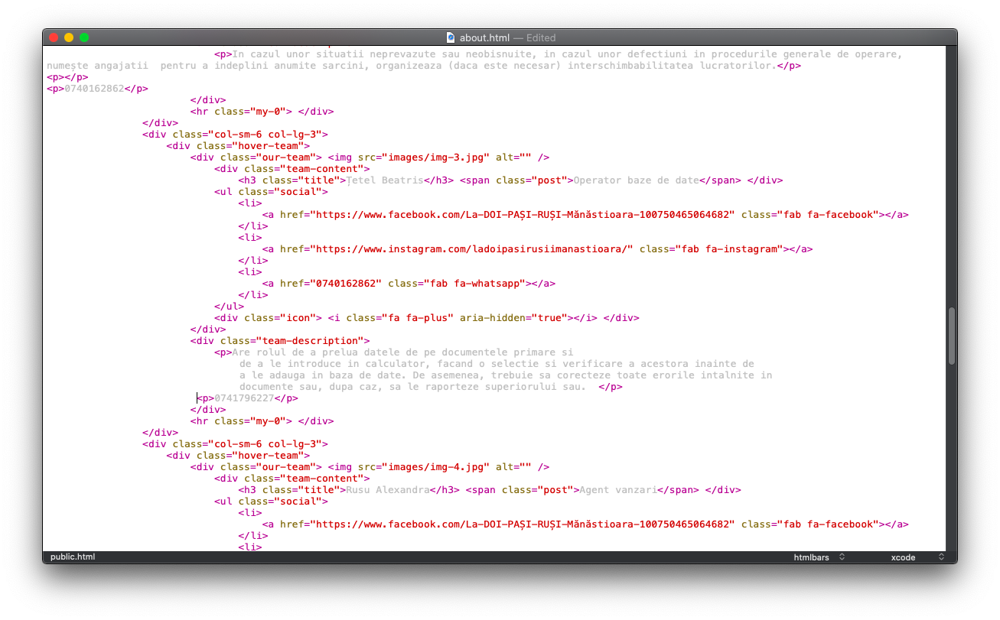 about.html — Edited
<p>In cazul unor situatii neprevazute sau neobisnuite, in cazul unor defectiuni in procedurile generale de operare,
numește angajatii  pentru a indeplini anumite sarcini, organizeaza (daca este necesar) interschimbabilitatea lucratorilor.</p>
<p></p>
<p>0740162862</p>
</div>
<hr class="my-0"> </div>
</div>
<div class="col-sm-6 col-lg-3">
<div class="hover-team">
<div class="our-team"> <img src="images/img-3.jpg" alt="" />
<div class="team-content">
<h3 class="title">Țetel Beatris</h3> <span class="post">Operator baze de date</span> </div>
<ul class="social">
<li>
<a href="https://www.facebook.com/La-DOI-PAȘI-RUȘI-Mănăstioara-100750465064682" class="fab fa-facebook"></a>
</li>
<li>
<a href="https://www.instagram.com/ladoipasirusiimanastioara/" class="fab fa-instagram"></a>
</li>
<li>
<a href="0740162862" class="fab fa-whatsapp"></a>
</li>
</ul>
<div class="icon"> <i class="fa fa-plus" aria-hidden="true"></i> </div>
</div>
<div class="team-description">
<p>Are rolul de a prelua datele de pe documentele primare si
de a le introduce in calculator, facand o selectie si verificare a acestora inainte de
a le adauga in baza de date. De asemenea, trebuie sa corecteze toate erorile intalnite in
documente sau, dupa caz, sa le raporteze superiorului sau.  </p>
<p>0741796227</p>
</div>
<hr class="my-0"> </div>
</div>
<div class="col-sm-6 col-lg-3">
<div class="hover-team">
<div class="our-team"> <img src="images/img-4.jpg" alt="" />
<div class="team-content">
<h3 class="title">Rusu Alexandra</h3> <span class="post">Agent vanzari</span> </div>
<ul class="social">
<li>
<a href="https://www.facebook.com/La-DOI-PAȘI-RUȘI-Mănăstioara-100750465064682" class="fab fa-facebook"></a>
</li>
<li>
public.html htmlbars xcode